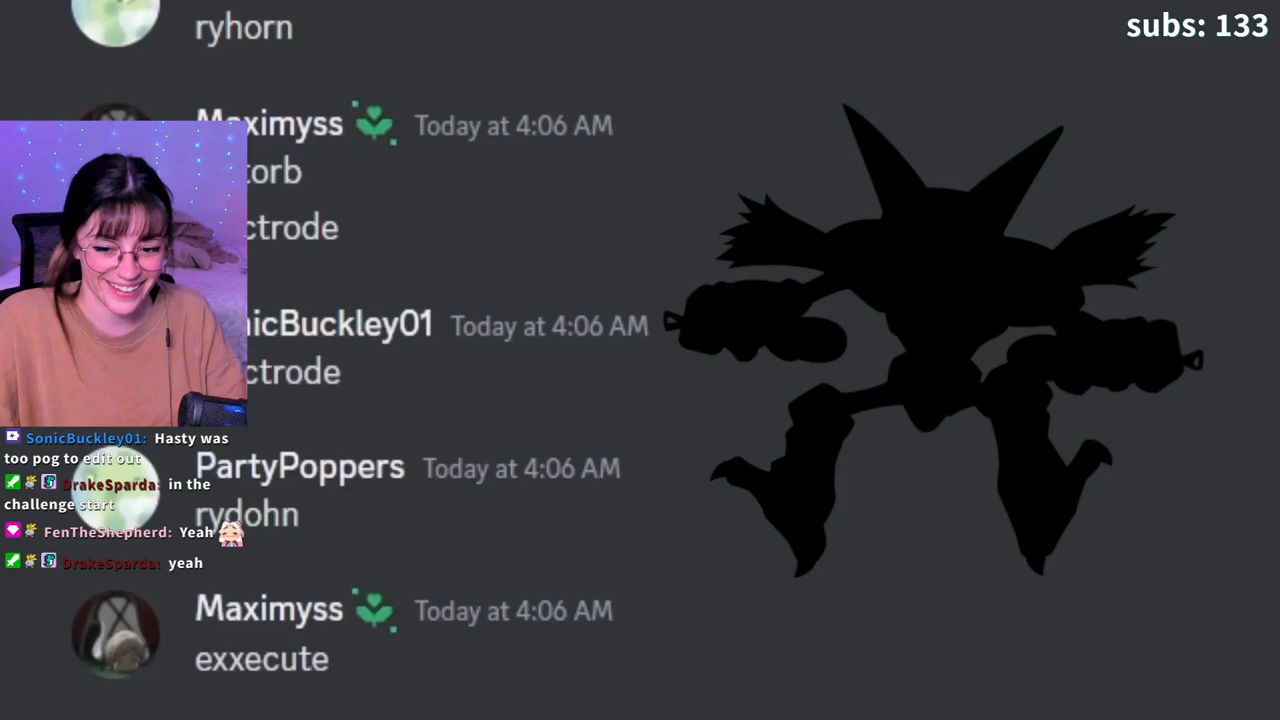 subs: 133
ryhorn
Maximyss Today at 4:06 AM
torb
ctrode
nicBuckley01 Today at 4:06 AM
ctrode
PartyPoppers Today at 4:06 AM
rydohn
Maximyss Today at 4:06 AM
exxecute
SonicBuckley01: Hasty was
too pog to edit out
DrakeSparda: in the
challenge start
FenTheShepherd: Yeah
DrakeSparda: yeah